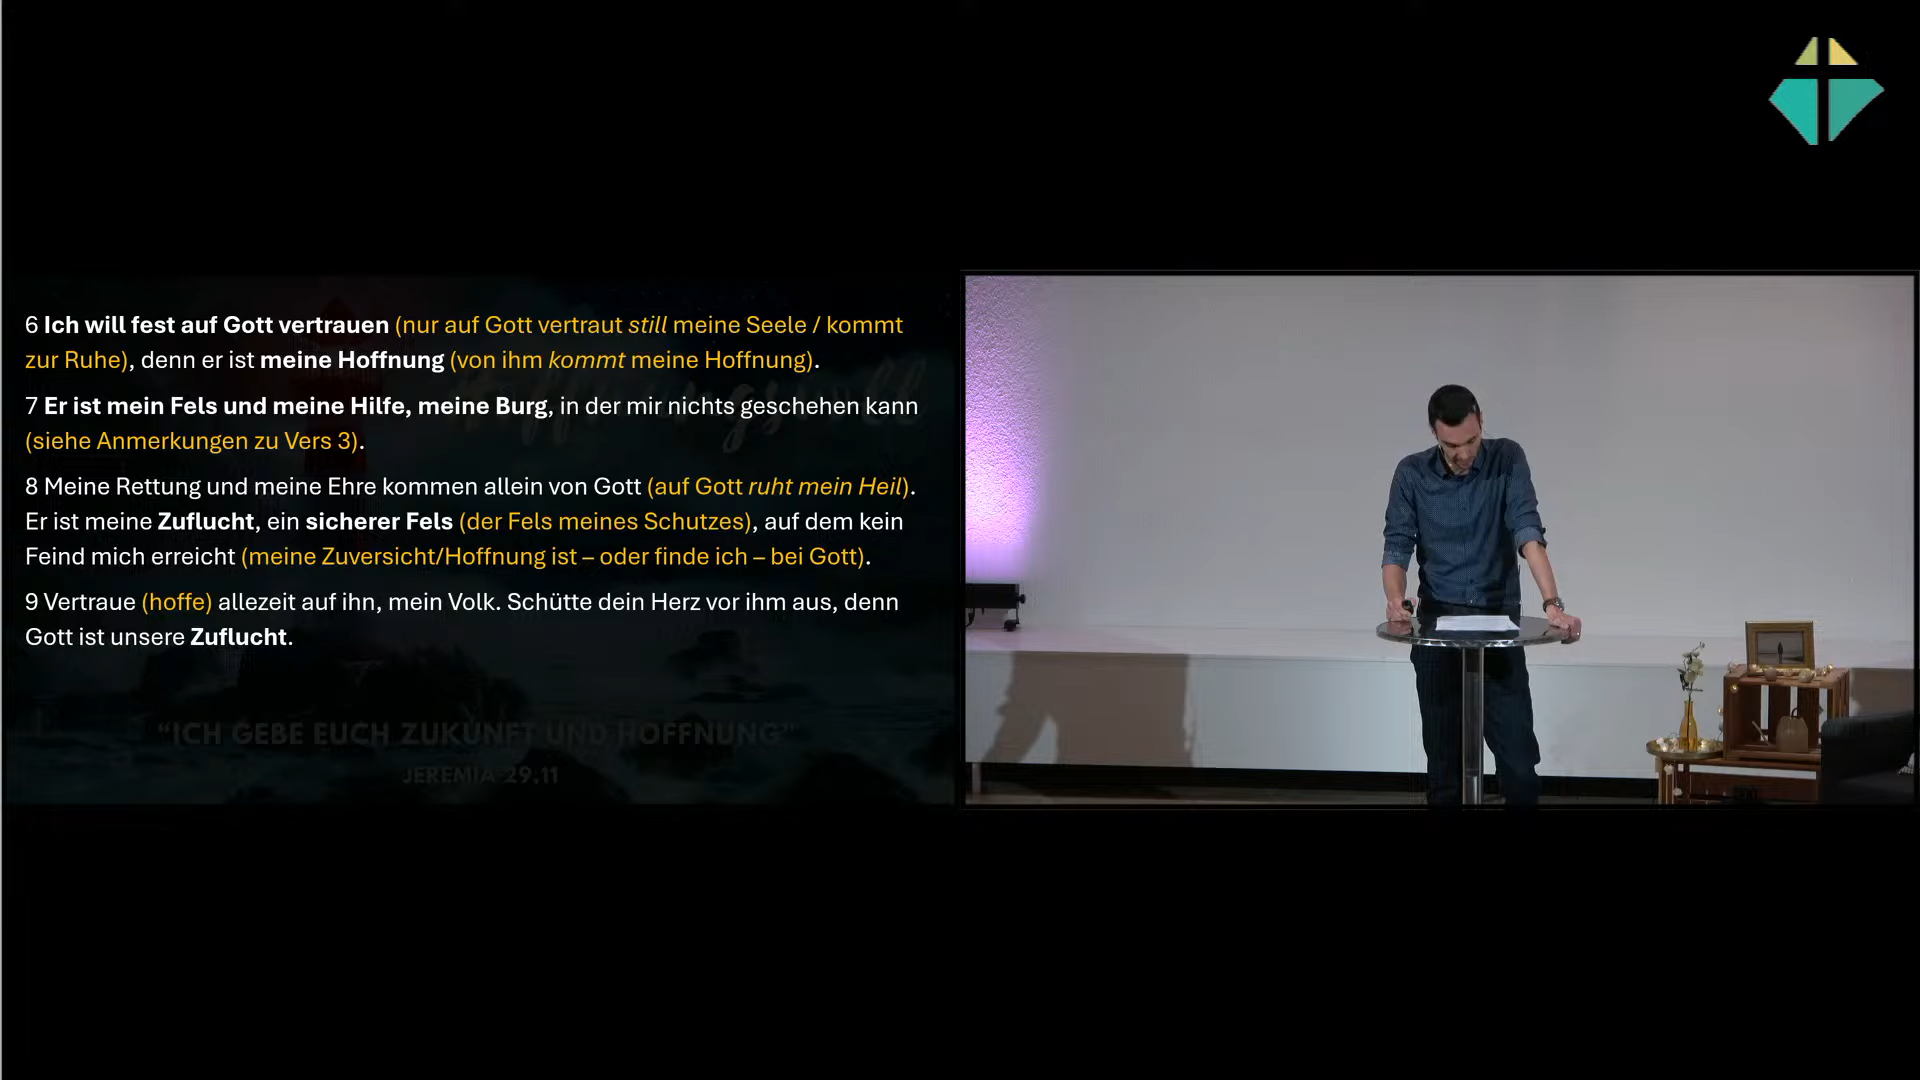 6 Ich will fest auf Gott vertrauen (nur auf Gott vertraut still meine Seele / kommt
zur Ruhe), denn er ist meine Hoffnung (von ihm kommt meine Hoffnung).
7 Er ist mein Fels und meine Hilfe, meine Burg, in der mir nichts geschehen kann
(siehe Anmerkungen zu Vers 3).
8 Meine Rettung und meine Ehre kommen allein von Gott (auf Gott ruht mein Heil).
Er ist meine Zuflucht, ein sicherer Fels (der Fels meines Schutzes), auf dem kein
Feind mich erreicht (meine Zuversicht/Hoffnung ist – oder finde ich – bei Gott).
9 Vertraue (hoffe) allezeit auf ihn, mein Volk. Schütte dein Herz vor ihm aus, denn
Gott ist unsere Zuflucht.
“ICH GEBE EUCH ZUKUNFT UND HOFFNUNG”
JEREMIA 29,11